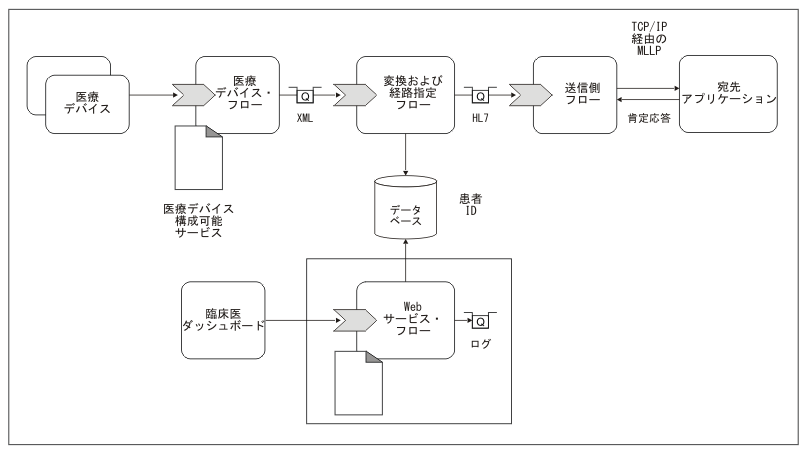 TCP/IP
経由の
MLLP
医療
デバイス
医療
デバイス・
フロー
Q
XML
変換および
経路指定
フロー
Q
HL7
送信側
フロー
宛先
アプリケーション
肯定応答
医療デバイス
構成可能
サービス
データ
ベース
患者
ID
臨床医
ダッシュボード
Web
サービス・
フロー
Q
ログ